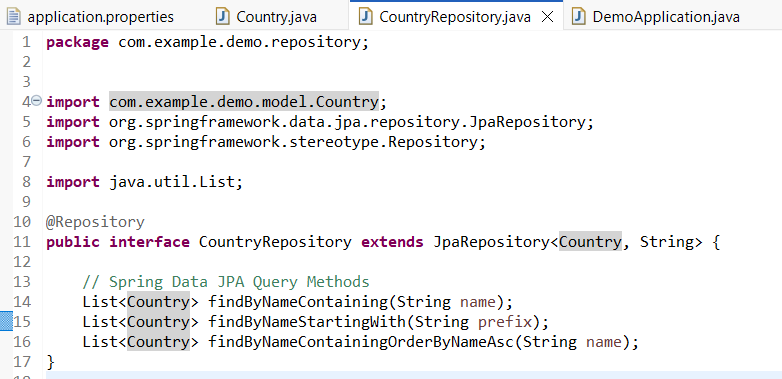 application.properties Country.java CountryRepository.java DemoApplication.java
1 package com.example.demo.repository;
2
3
4 import com.example.demo.model.Country;
5 import org.springframework.data.jpa.repository.JpaRepository;
6 import org.springframework.stereotype.Repository;
7
8 import java.util.List;
9
10 @Repository
11 public interface CountryRepository extends JpaRepository<Country, String> {
12
13 // Spring Data JPA Query Methods
14 List<Country> findByNameContaining(String name);
15 List<Country> findByNameStartingWith(String prefix);
16 List<Country> findByNameContainingOrderByNameAsc(String name);
17 }